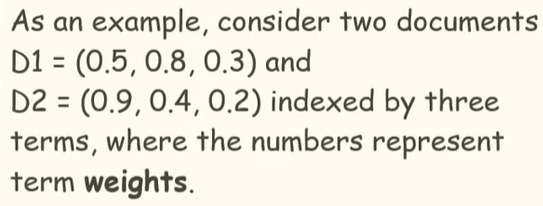 As an example, consider two documents
D1 = (0.5, 0.8, 0.3) and
D2 = (0.9, 0.4, 0.2) indexed by three
terms, where the numbers represent
term weights.